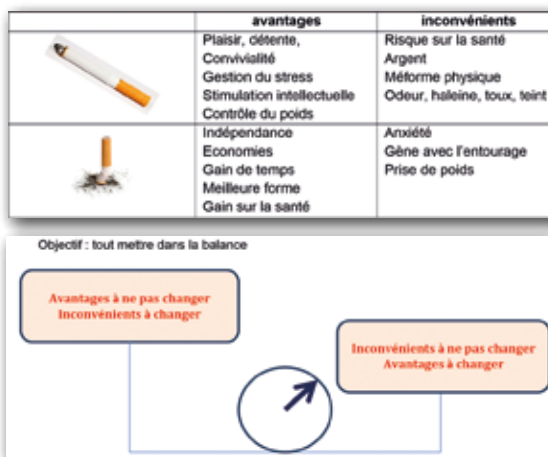 avantages inconvénients
Plaisir, détente, Risque sur la santé
Convivialité Argent
Gestion du stress Méforme physique
Stimulation intellectuelle Odeur, haleine, toux, teint
Contrôle du poids
Indépendance Anxiété
Economies Gène avec l'entourage
Gain de temps Prise de poids
Meilleure forme
Gain sur la santé
Objectif : tout mettre dans la balance
Avantages à ne pas changer
Inconvénients à changer
Inconvénients à ne pas changer
Avantages à changer